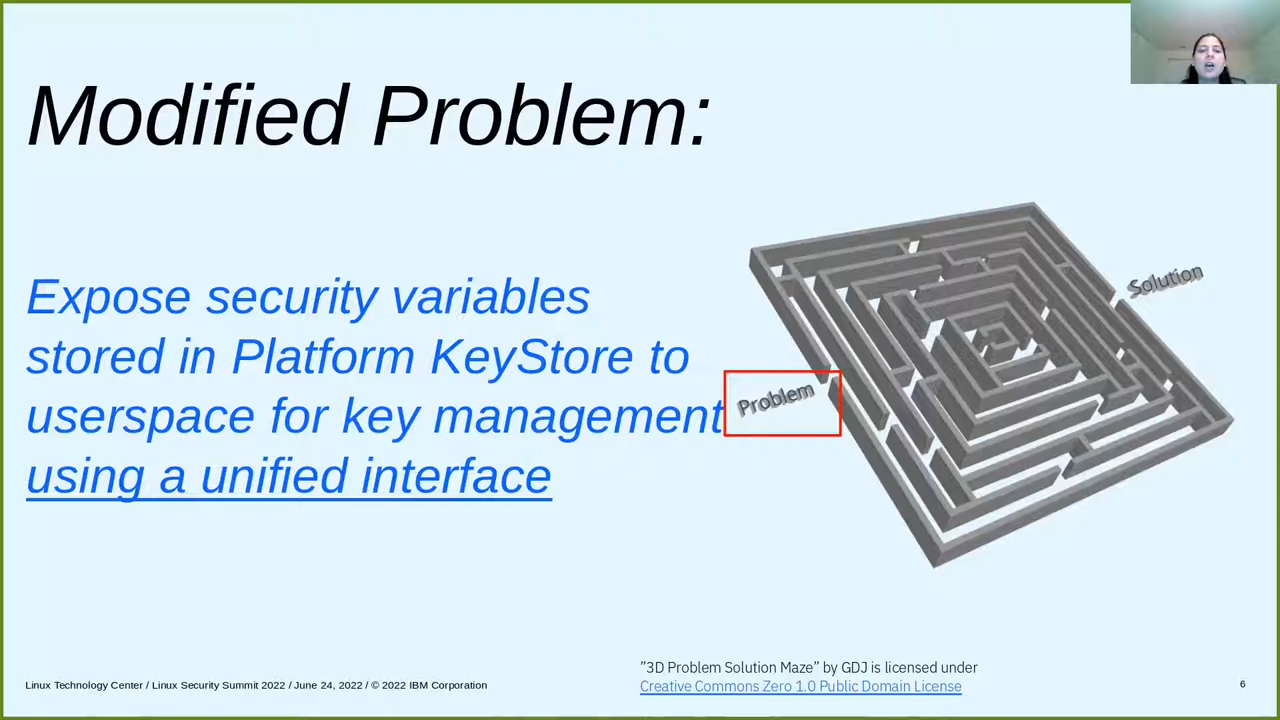 Modified Problem:
Expose security variables
stored in Platform KeyStore to
userspace for key management
using a unified interface
Solution
Problem
”3D Problem Solution Maze” by GDJ is licensed under
Creative Commons Zero 1.0 Public Domain License
Linux Technology Center / Linux Security Summit 2022 / June 24, 2022 / © 2022 IBM Corporation
6